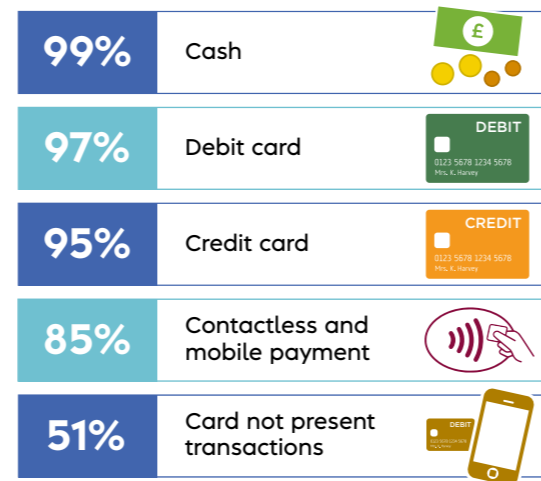 99%
Cash
£
97%
Debit card
DEBIT
0123 5678 1234 5678
Mrs. K. Harvey
95%
Credit card
CREDIT
0123 5678 1234 5678
Mrs. K. Harvey
85%
Contactless and
mobile payment
51%
Card not present
transactions
DEBIT